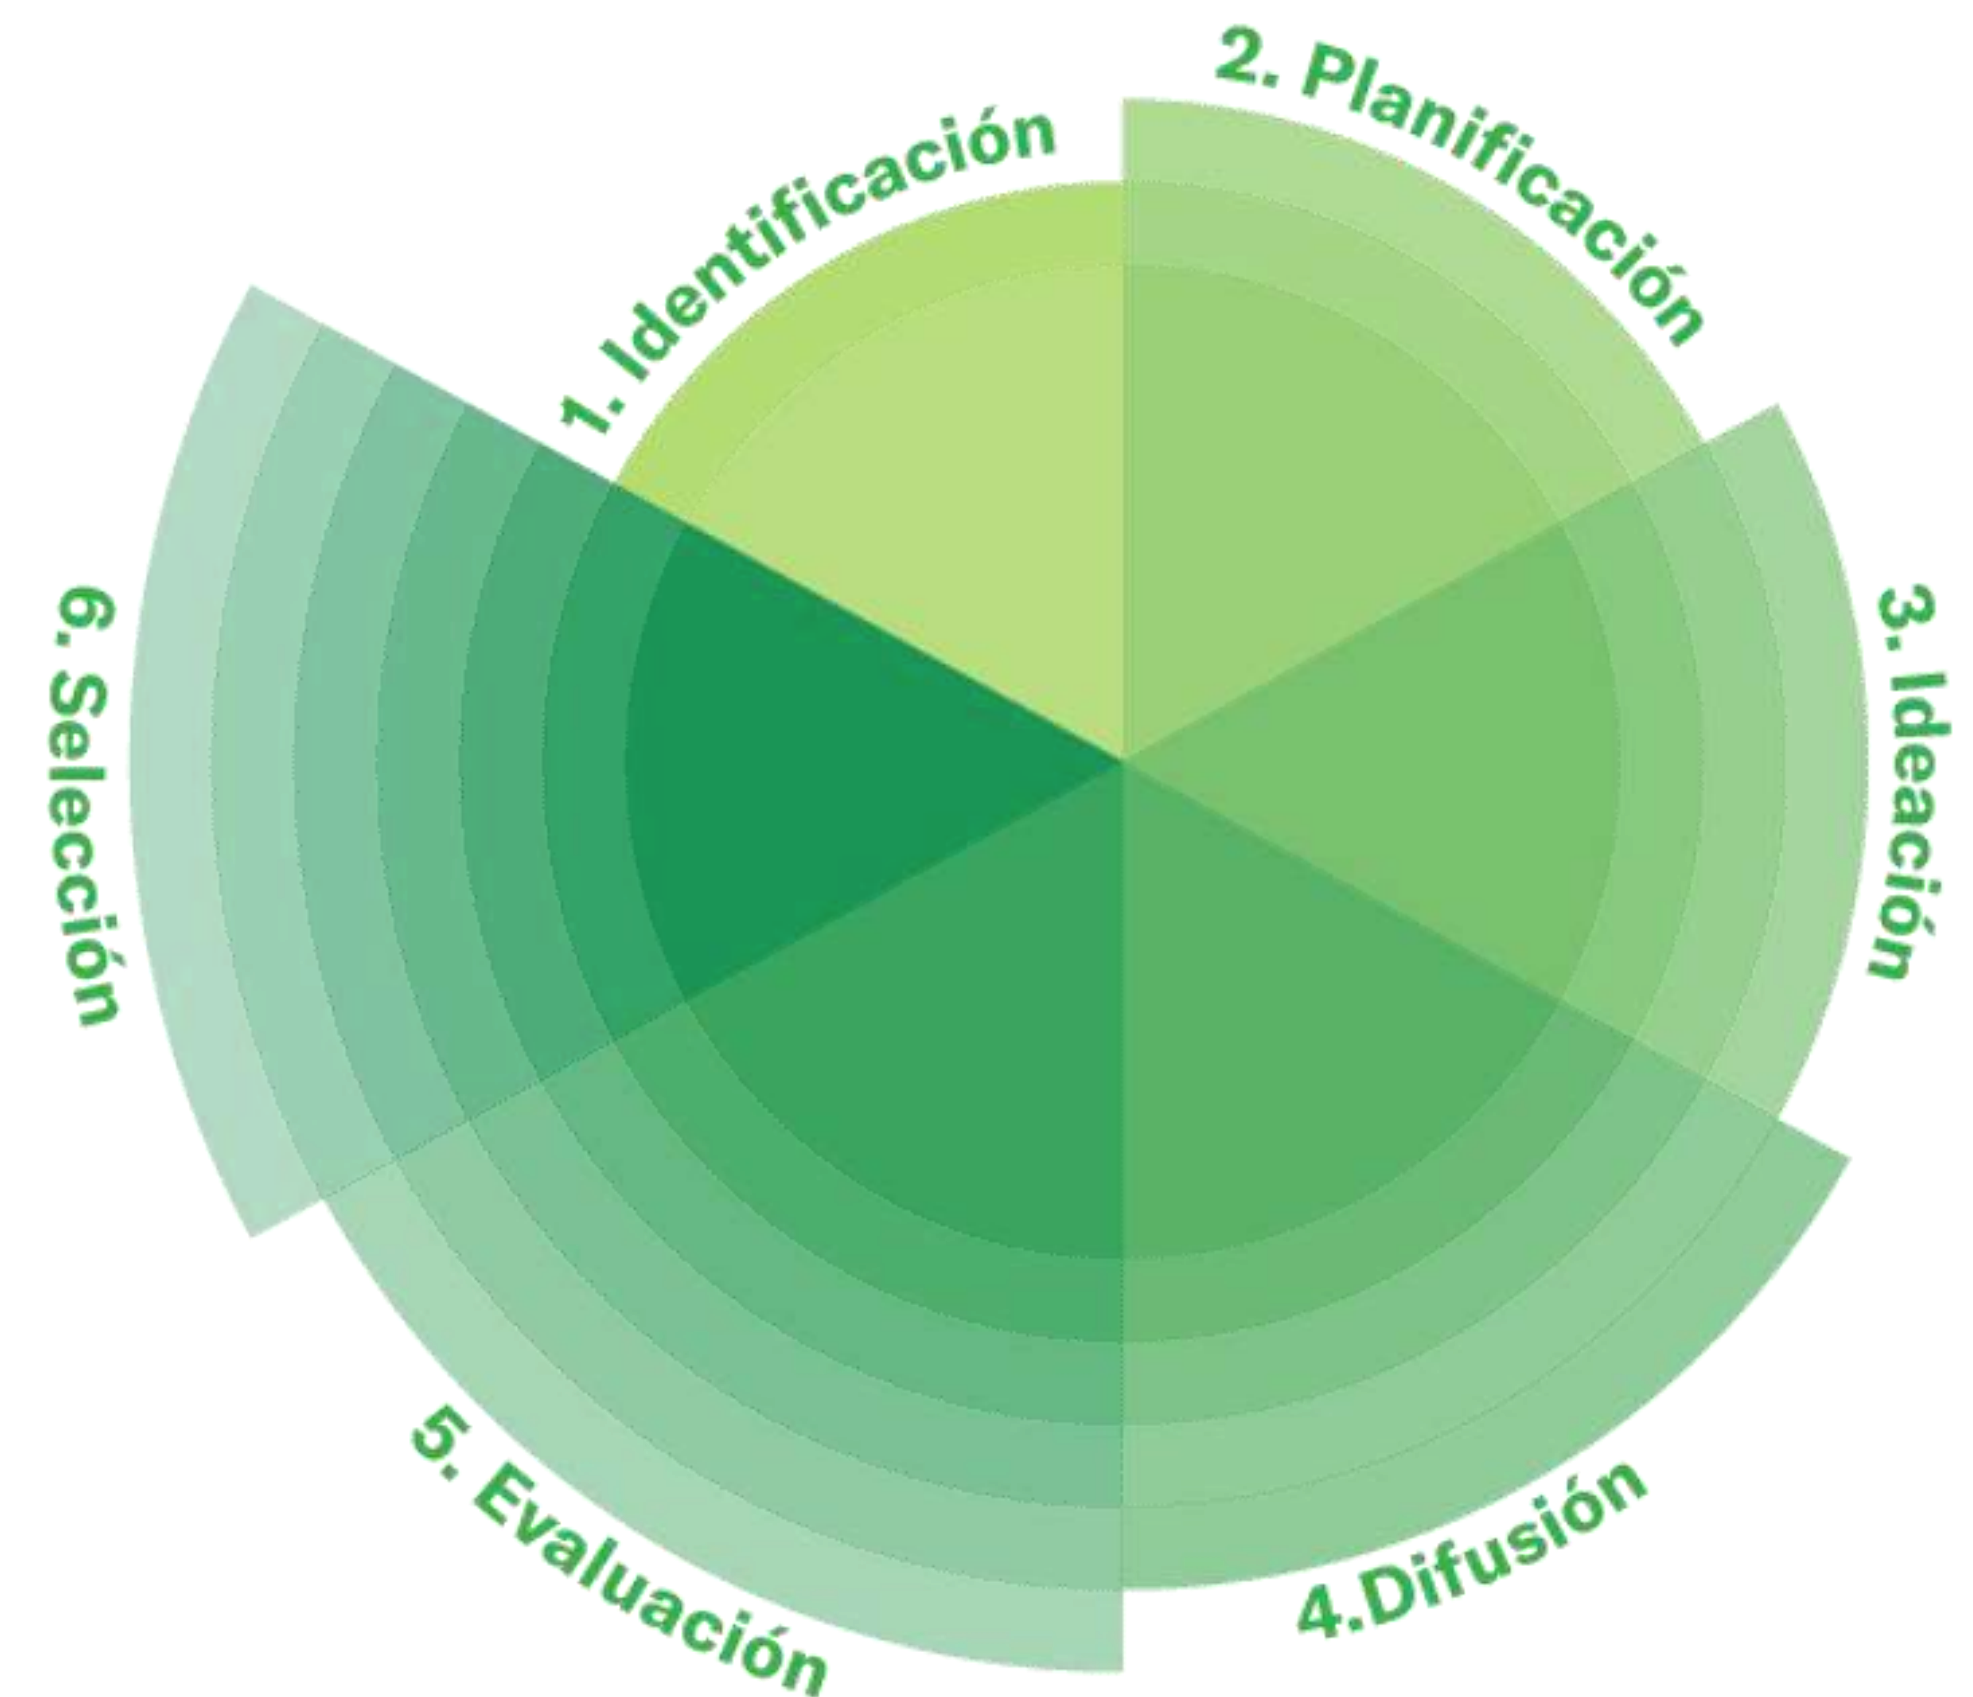 1. Identificación
2. Planificación
3. Ideación
4.Difusión
5. Evaluación
6. Selección